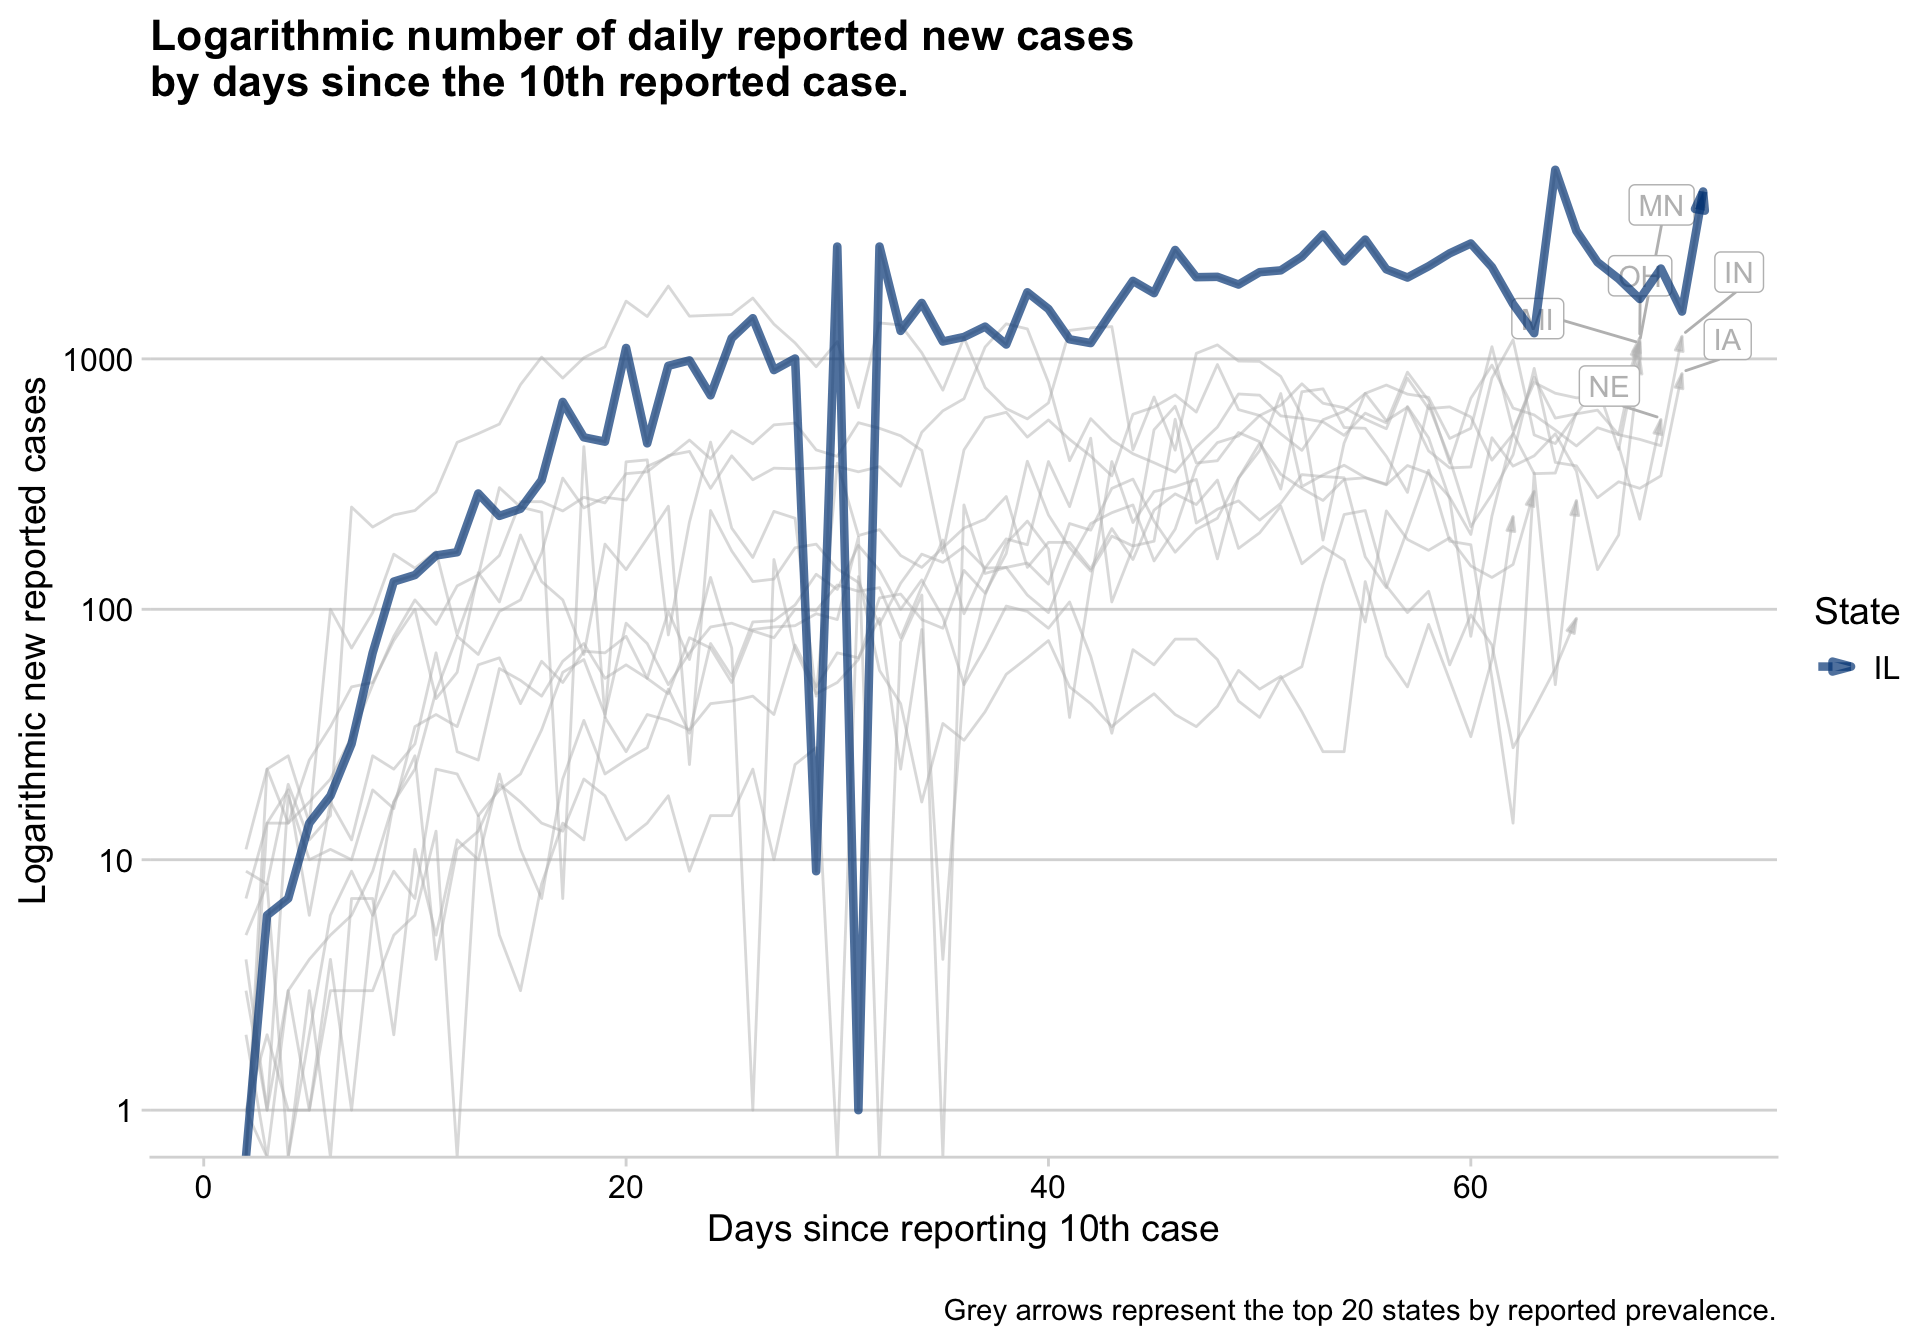 Logarithmic number of daily reported new cases
by days since the 10th reported case.
Logarithmic new reported cases
1000
100
10
1
MN
OH
IN
MI
IA
NE
State
IL
0
20
40
60
Days since reporting 10th case
Grey arrows represent the top 20 states by reported prevalence.